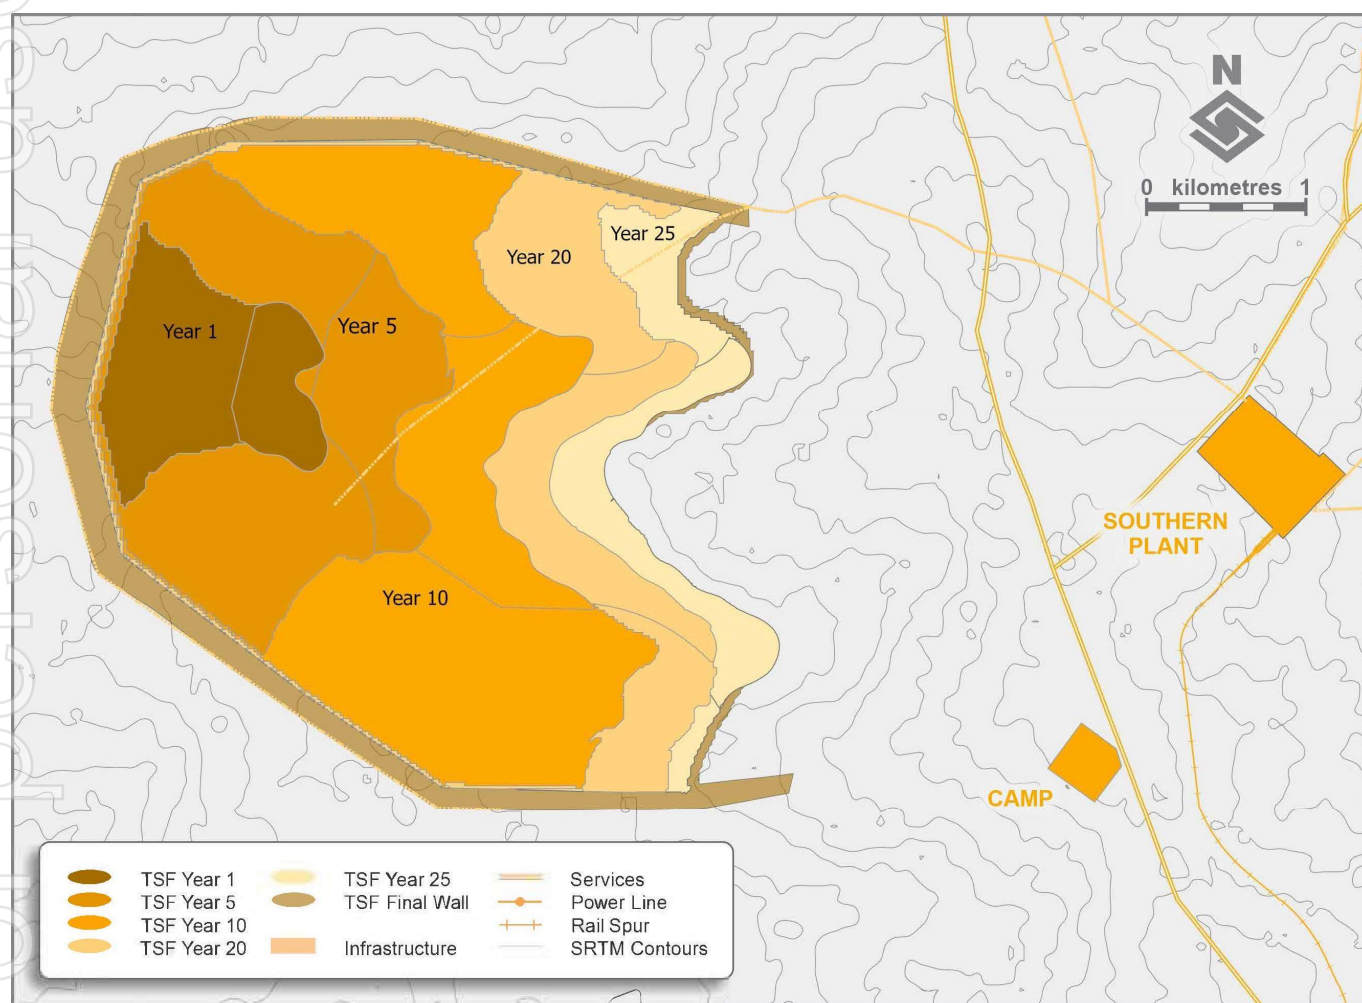 N
0 kilometres 1
Year 25
Year 20
Year 5
Year 1
Year 10
SOUTHERN
PLANT
CAMP
TSF Year 1
TSF Year 5
TSF Year 10
TSF Year 20
TSF Year 25
TSF Final Wall
Infrastructure
Services
Power Line
Rail Spur
SRTM Contours